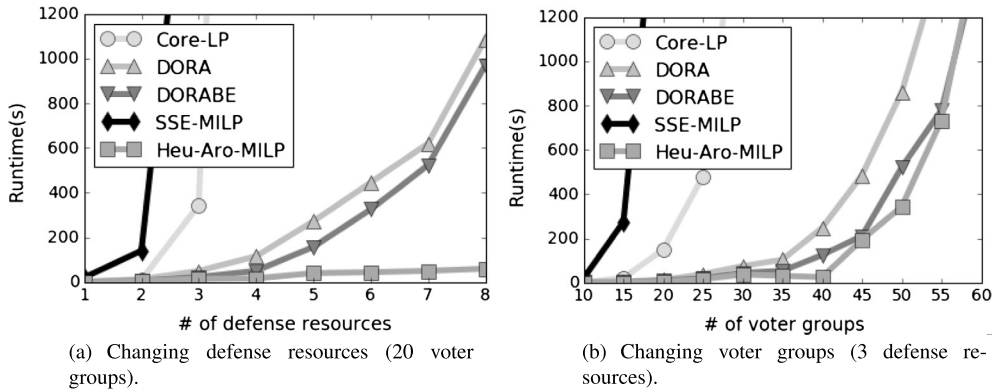 1200
1000
800
600
400
200
0
Runtime(s)
Core-LP
DORA
DORABE
SSE-MILP
Heu-Aro-MILP
1 2 3 4 5 6 7 8
# of defense resources
(a) Changing defense resources (20 voter
groups).
1200
1000
800
600
400
200
0
Runtime(s)
Core-LP
DORA
DORABE
SSE-MILP
Heu-Aro-MILP
10 15 20 25 30 35 40 45 50 55 60
# of voter groups
(b) Changing voter groups (3 defense re-
sources).